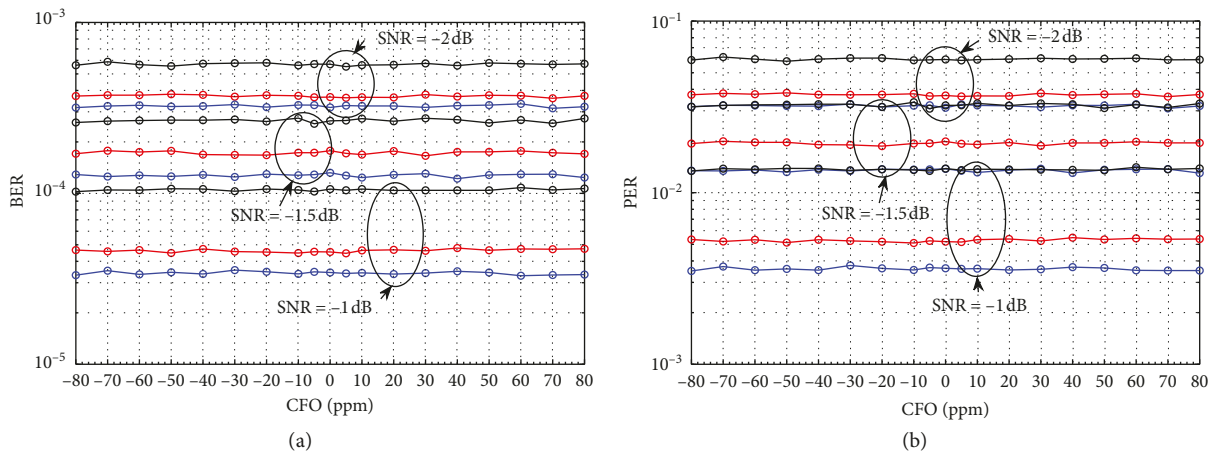 10⁻³
SNR = –2 dB
BER
10⁻⁴
SNR = –1.5 dB
SNR = –1 dB
10⁻⁵
–80 –70 –60 –50 –40 –30 –20 –10 0 10 20 30 40 50 60 70 80
CFO (ppm)
(a)
10⁻¹
SNR = –2 dB
PER
10⁻²
SNR = –1.5 dB
SNR = –1 dB
10⁻³
–80 –70 –60 –50 –40 –30 –20 –10 0 10 20 30 40 50 60 70 80
CFO (ppm)
(b)